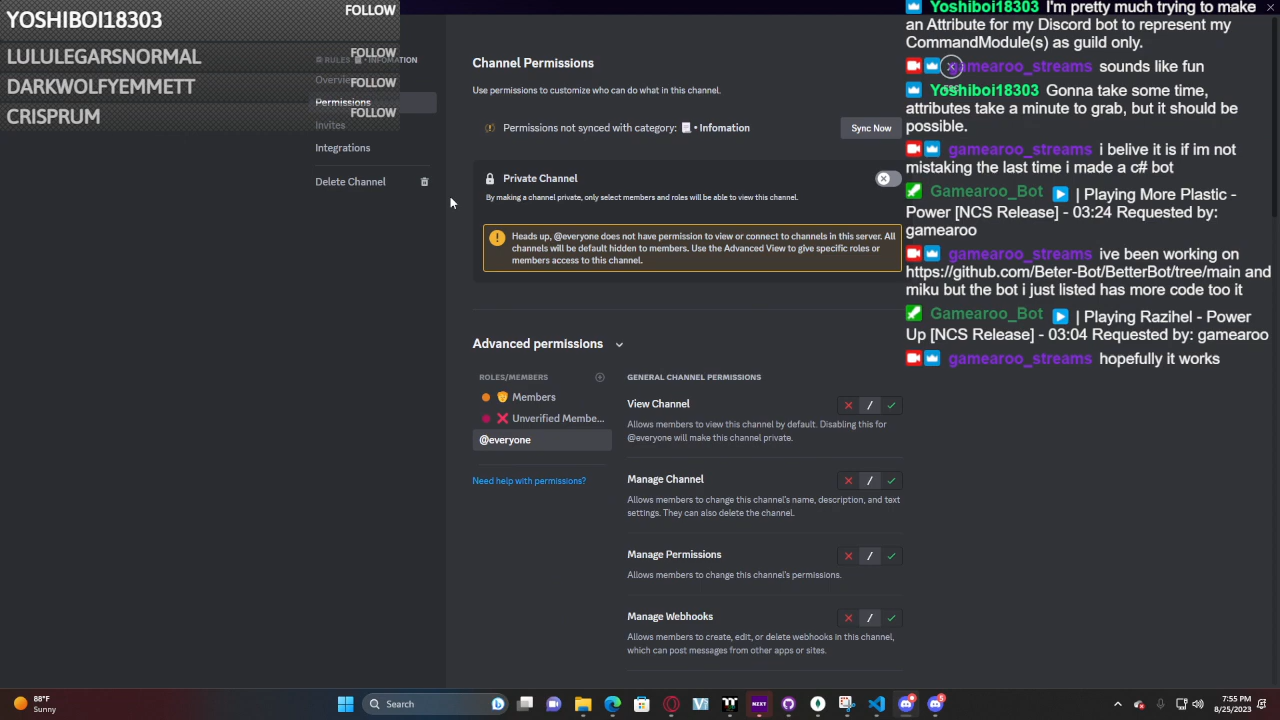 YOSHIBOI18303 FOLLOW
LULULEGARSNORMAL FOLLOW
DARKWOLFYEMMETT FOLLOW
CRISPRUM FOLLOW
RULES • INFOMATION
Overvie
Permissions
Invites
Integrations
Delete Channel
Channel Permissions
Use permissions to customize who can do what in this channel.
Permissions not synced with category: • Infomation
Sync Now
Private Channel
By making a channel private, only select members and roles will be able to view this channel.
Heads up, @everyone does not have permission to view or connect to channels in this server. All
channels will be default hidden to members. Use the Advanced View to give specific roles or
members access to this channel.
Advanced permissions
ROLES/MEMBERS
Members
Unverified Membe...
@everyone
Need help with permissions?
GENERAL CHANNEL PERMISSIONS
View Channel
Allows members to view this channel by default. Disabling this for
@everyone will make this channel private.
Manage Channel
Allows members to change this channel's name, description, and text
settings. They can also delete the channel.
Manage Permissions
Allows members to change this channel's permissions.
Manage Webhooks
Allows members to create, edit, or delete webhooks in this channel,
which can post messages from other apps or sites.
Yoshiboi18303 I'm pretty much trying to make
an Attribute for my Discord bot to represent my
CommandModule(s) as guild only.
gamearoo_streams sounds like fun
Yoshiboi18303 Gonna take some time,
attributes take a minute to grab, but it should be
possible.
gamearoo_streams i belive it is if im not
mistaking the last time i made a c# bot
Gamearoo_Bot | Playing More Plastic -
Power [NCS Release] - 03:24 Requested by:
gamearoo
gamearoo_streams ive been working on
https://github.com/Beter-Bot/BetterBot/tree/main and
miku but the bot i just listed has more code too it
Gamearoo_Bot | Playing Razihel - Power
Up [NCS Release] - 03:04 Requested by: gamearoo
gamearoo_streams hopefully it works
88°F
Sunny
Search
NEXT
5
7:55 PM
8/25/2023